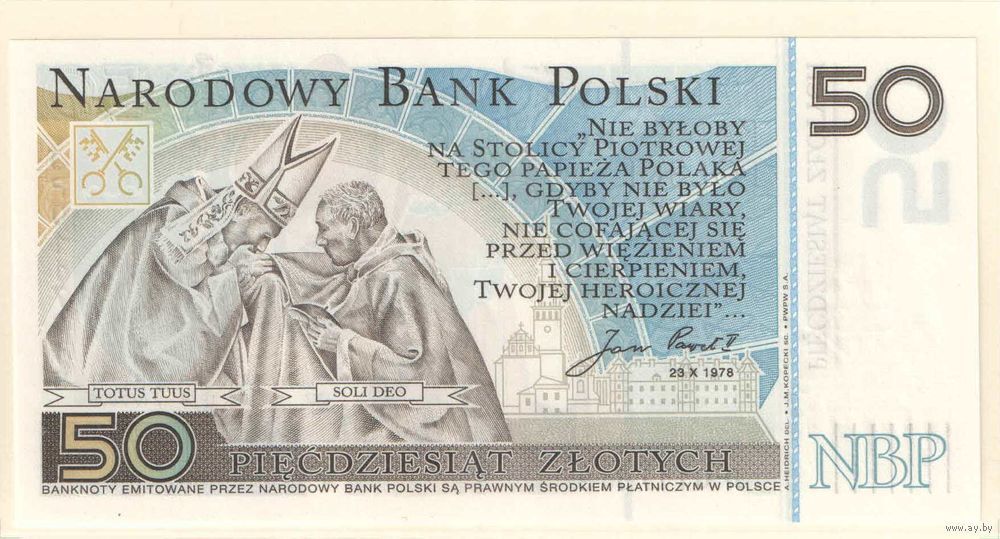 NARODOWY BANK POLSKI
50
„NIE BYŁOBY
NA STOLICY PIOTROWEJ
TEGO PAPIEŻA POLAKA
[...], GDYBY NIE BYŁO
TWOJEJ WIARY,
NIE COFAJĄCEJ SIĘ
PRZED WIĘZIENIEM
I CIERPIENIEM,
TWOJEJ HEROICZNEJ
NADZIEI”...
Jan Paweł II
23 X 1978
TOTUS TUUS
SOLI DEO
50 PIĘĆDZIESIĄT ZŁOTYCH
BANKNOTY EMITOWANE PRZEZ NARODOWY BANK POLSKI SĄ PRAWNYM ŚRODKIEM PŁATNICZYM W POLSCE
A.HEIDRICH DEL. • J.M.KOPECKI SC. • PWPW S.A.
50
PIĘĆDZIESIĄT ZŁO
NBP
www.ay.by